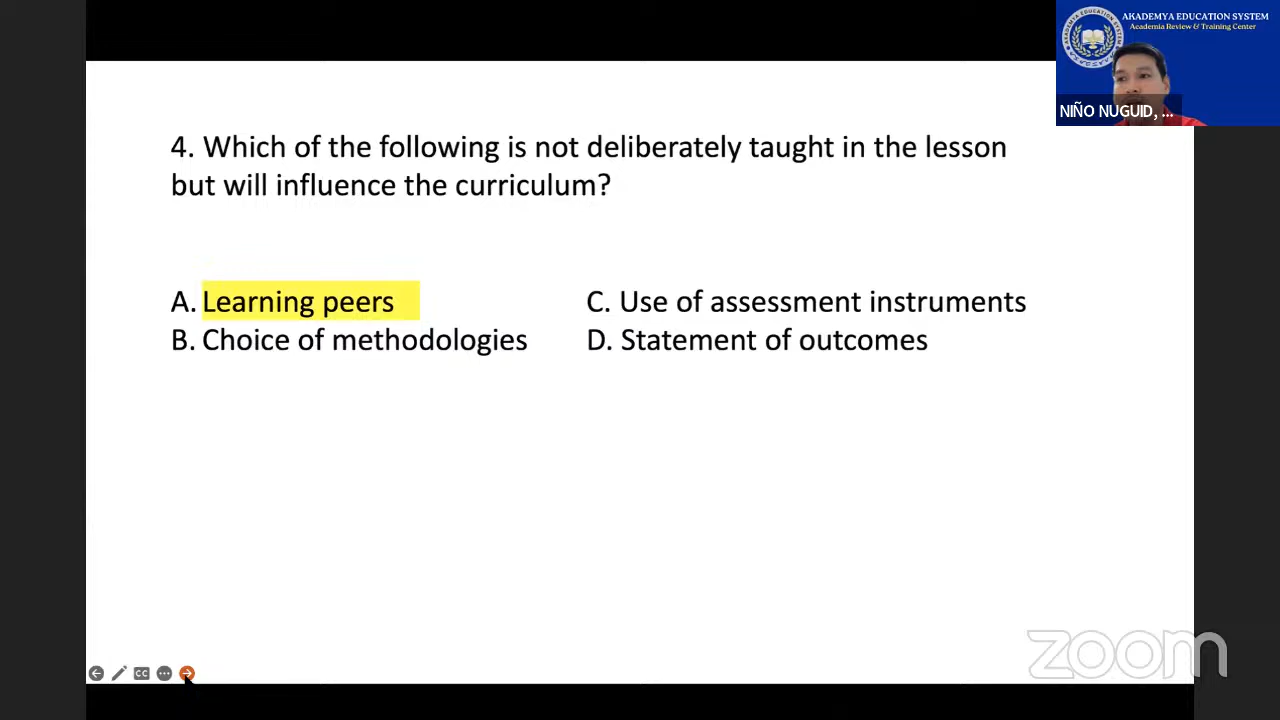 AKADEMYA EDUCATION SYSTEM
Academia Review & Training Center
NIÑO NUGUID, ...
4. Which of the following is not deliberately taught in the lesson
but will influence the curriculum?
A. Learning peers
B. Choice of methodologies
C. Use of assessment instruments
D. Statement of outcomes
CC
zoom